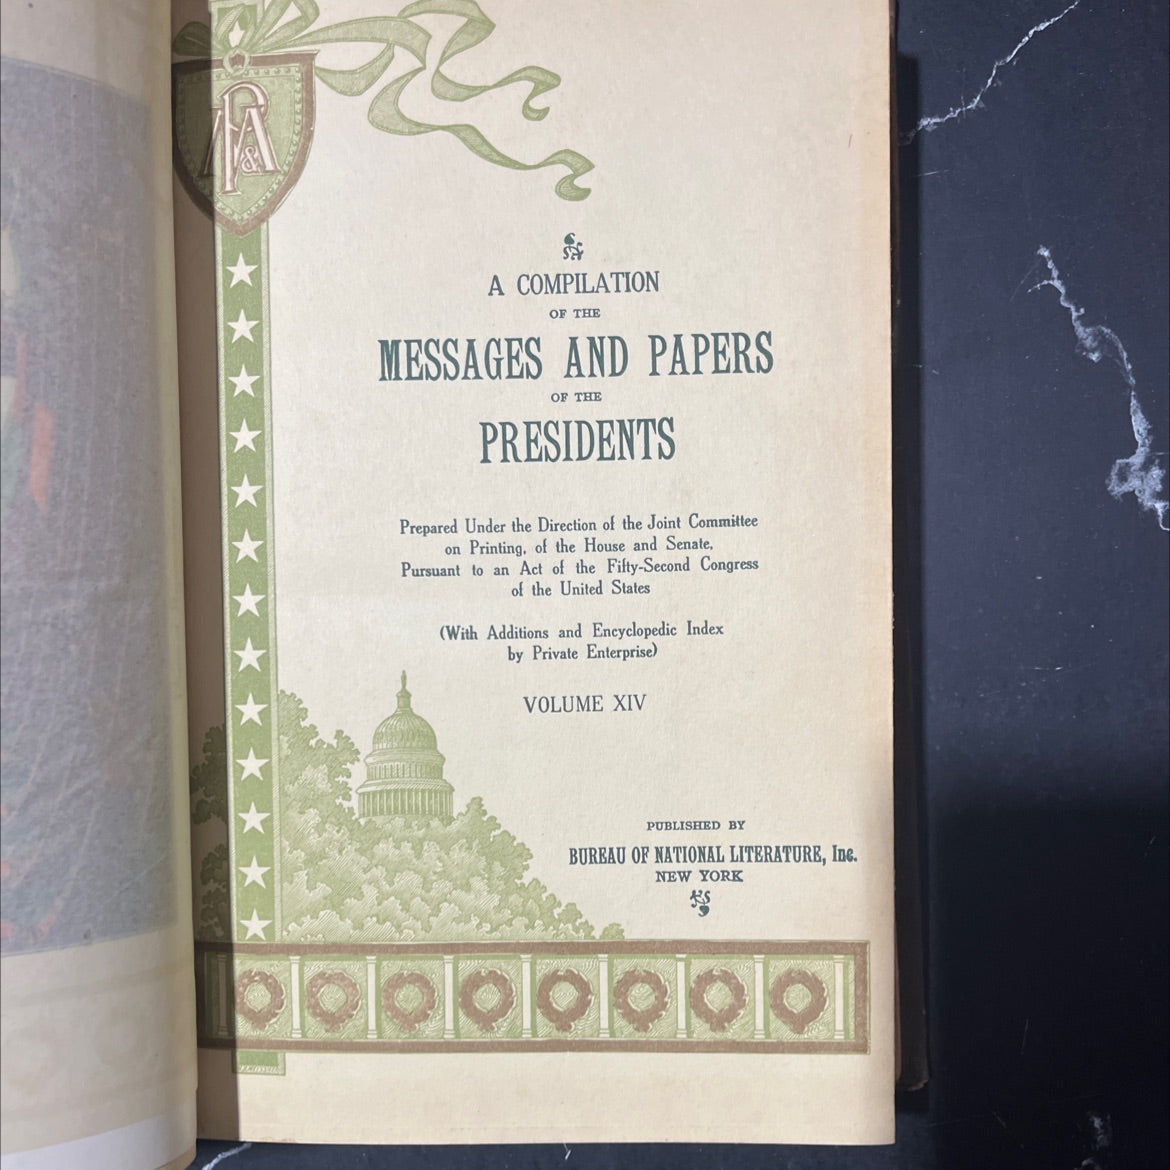 A COMPILATION
OF THE
MESSAGES AND PAPERS
OF THE
PRESIDENTS
Prepared Under the Direction of the Joint Committee
on Printing, of the House and Senate,
Pursuant to an Act of the Fifty-Second Congress
of the United States
(With Additions and Encyclopedic Index
by Private Enterprise)
VOLUME XIV
PUBLISHED BY
BUREAU OF NATIONAL LITERATURE, Inc.
NEW YORK